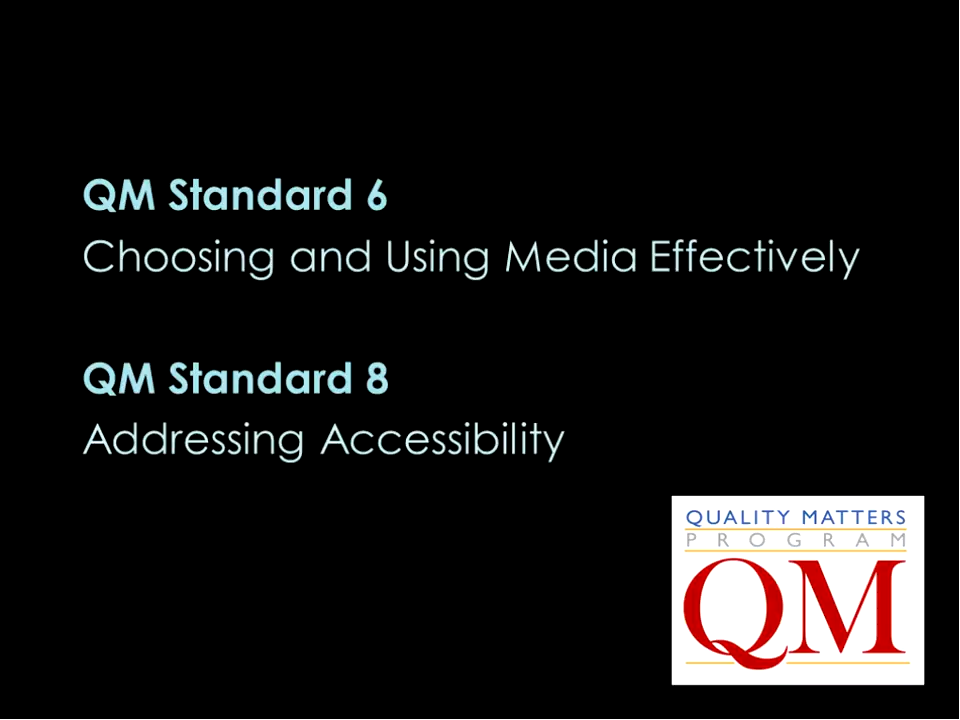 QM Standard 6
Choosing and Using Media Effectively
QM Standard 8
Addressing Accessibility
QUALITY MATTERS
PROGRAM
QM